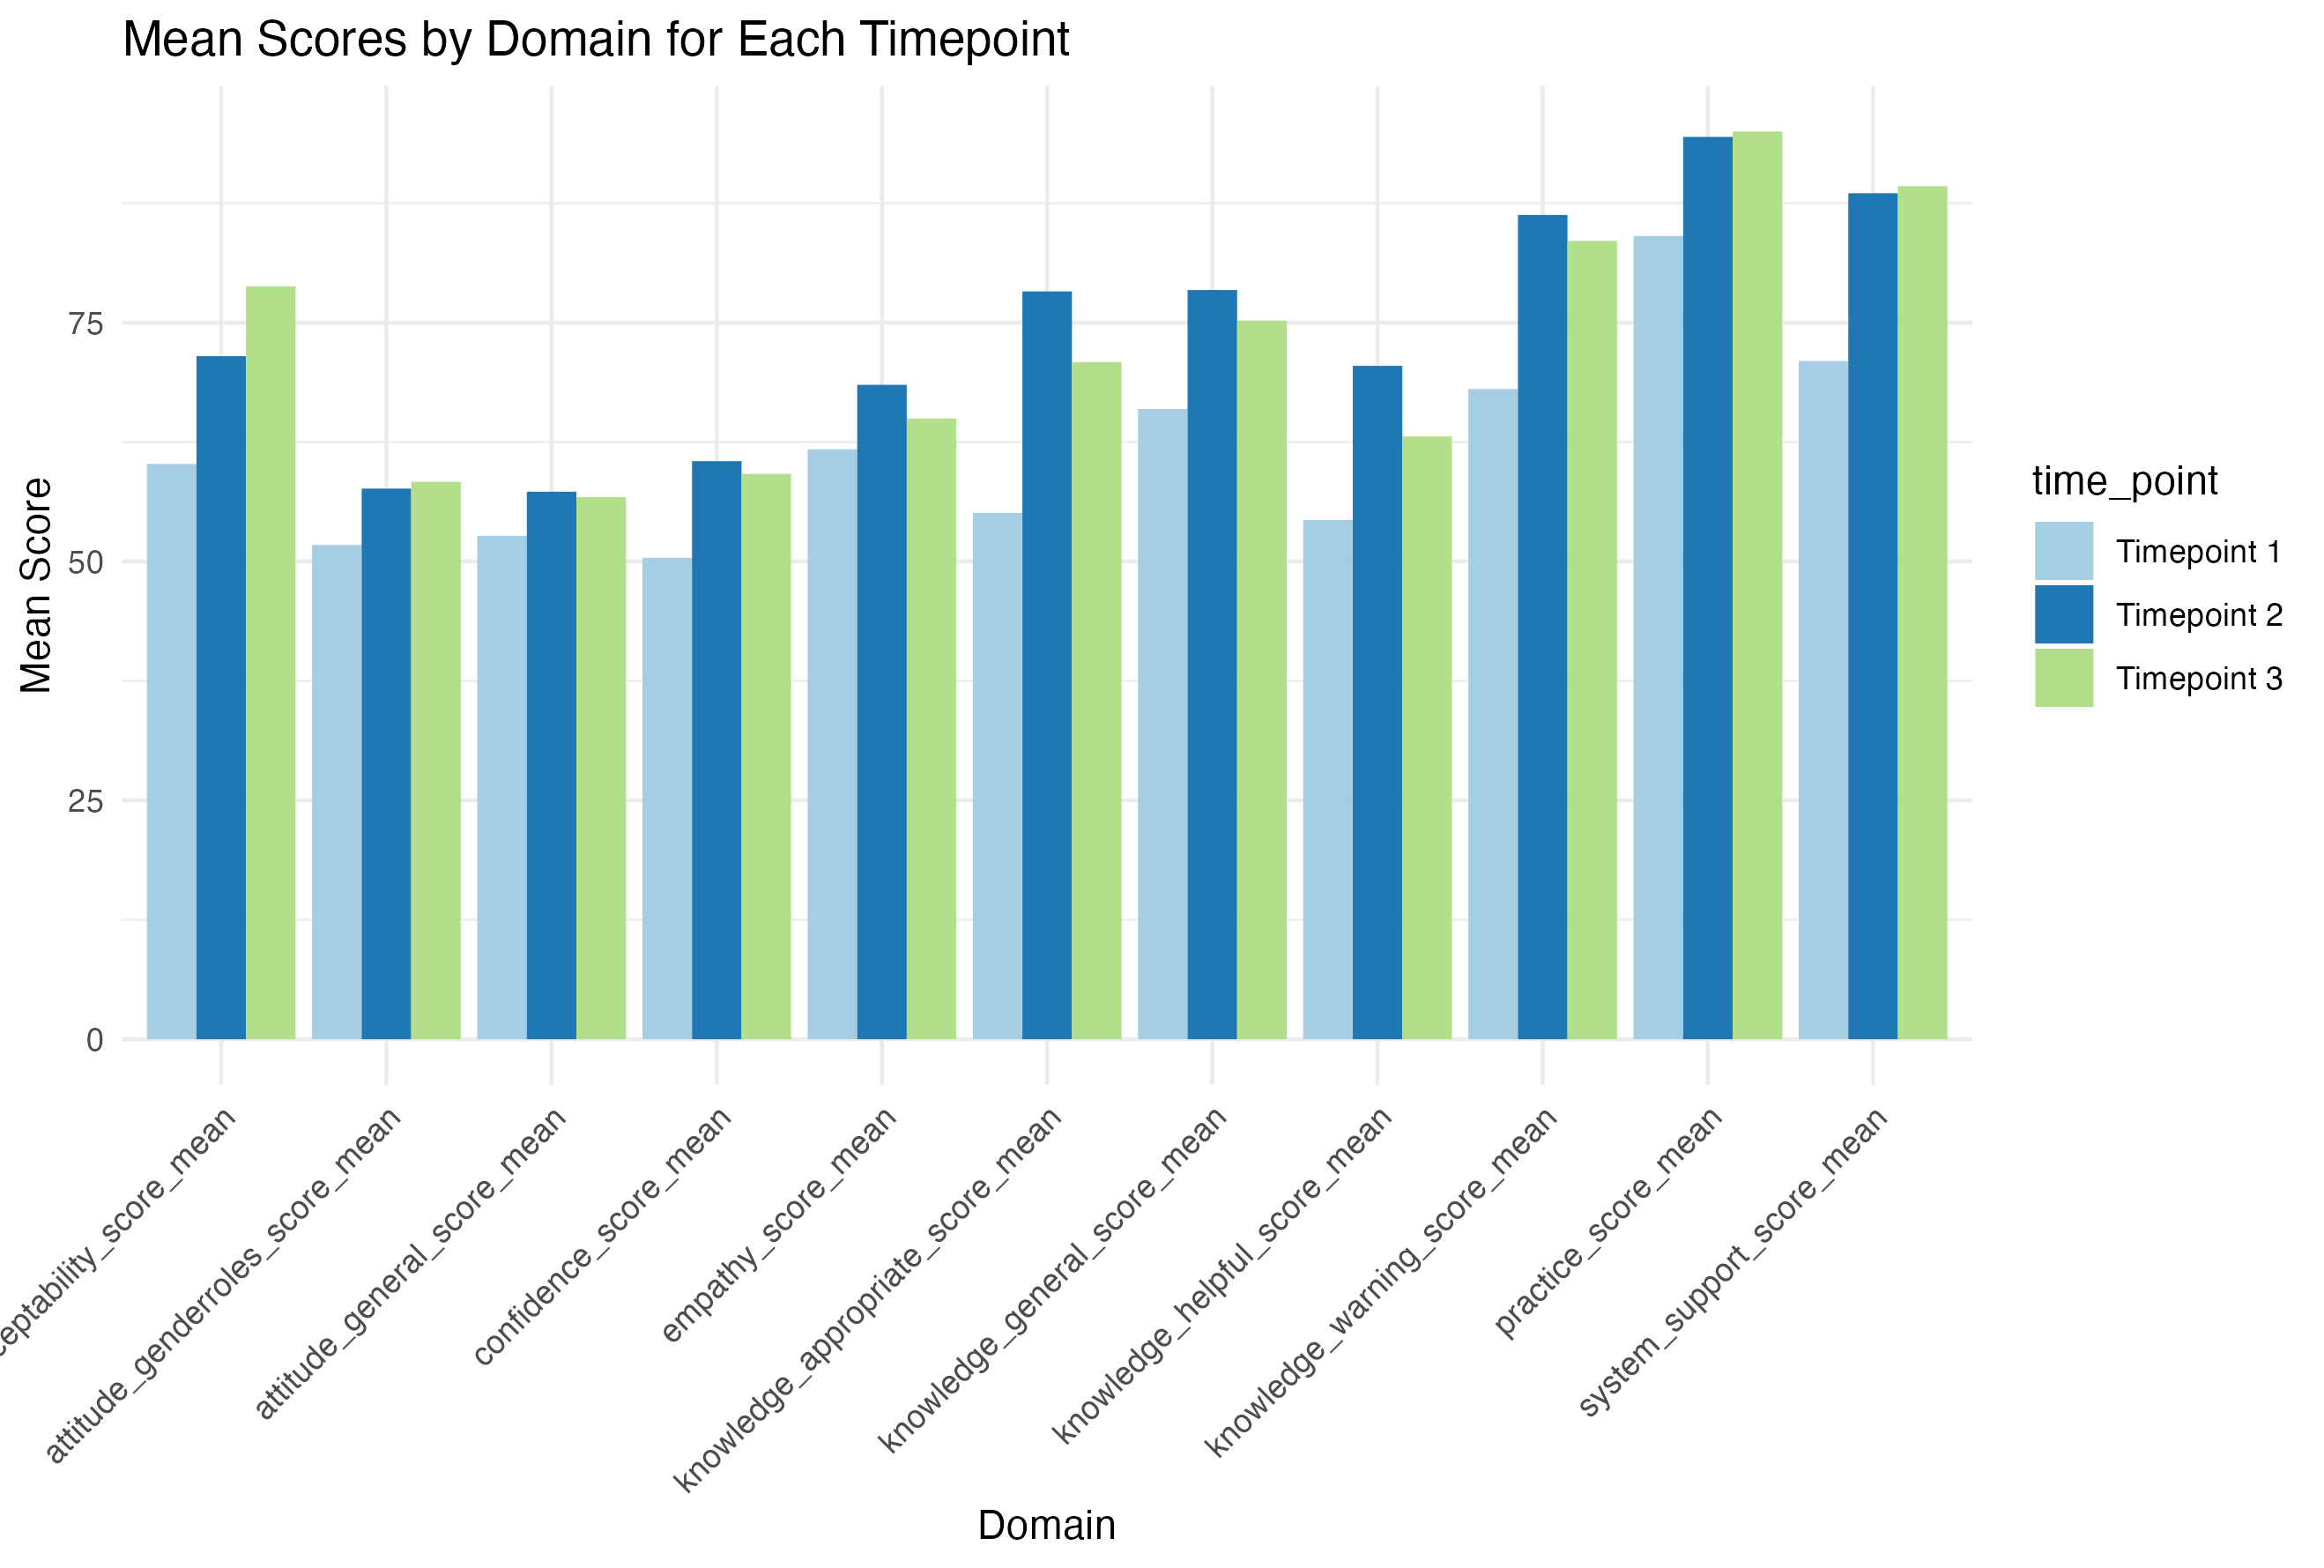 Mean Scores by Domain for Each Timepoint
Mean Score
75
50
25
0
time_point
Timepoint 1
Timepoint 2
Timepoint 3
eptability_score_mean
attitude_genderroles_score_mean
attitude_general_score_mean
confidence_score_mean
empathy_score_mean
knowledge_appropriate_score_mean
knowledge_general_score_mean
knowledge_helpful_score_mean
knowledge_warning_score_mean
practice_score_mean
system_support_score_mean
Domain